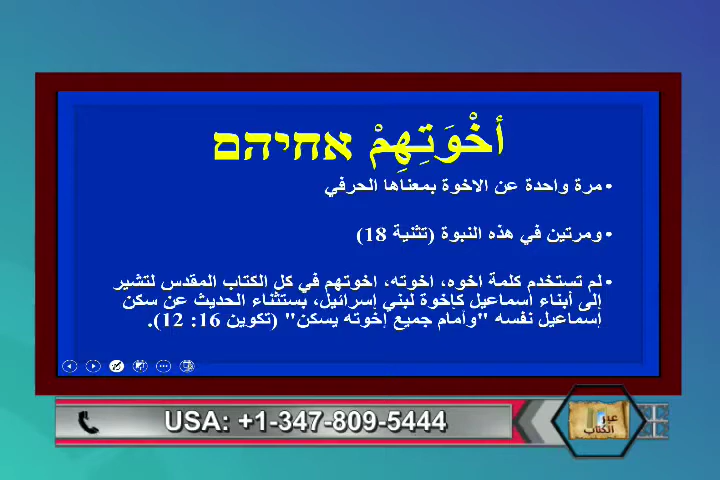 أخْوَتِهِمْ אחיהם
• مرة واحدة عن الاخوة بمعناها الحرفي
• ومرتين في هذه النبوة (تثنية 18)
• لم تستخدم كلمة اخوه، اخوته، اخوتهم في كل الكتاب المقدس لتشير
إلى أبناء اسماعيل كاخوة لبني إسرائيل، بستثناء الحديث عن سكن
إسماعيل نفسه "وأمام جميع إخوته يسكن" (تكوين 16: 12).
USA: +1-347-809-5444
عبر
الكتاب